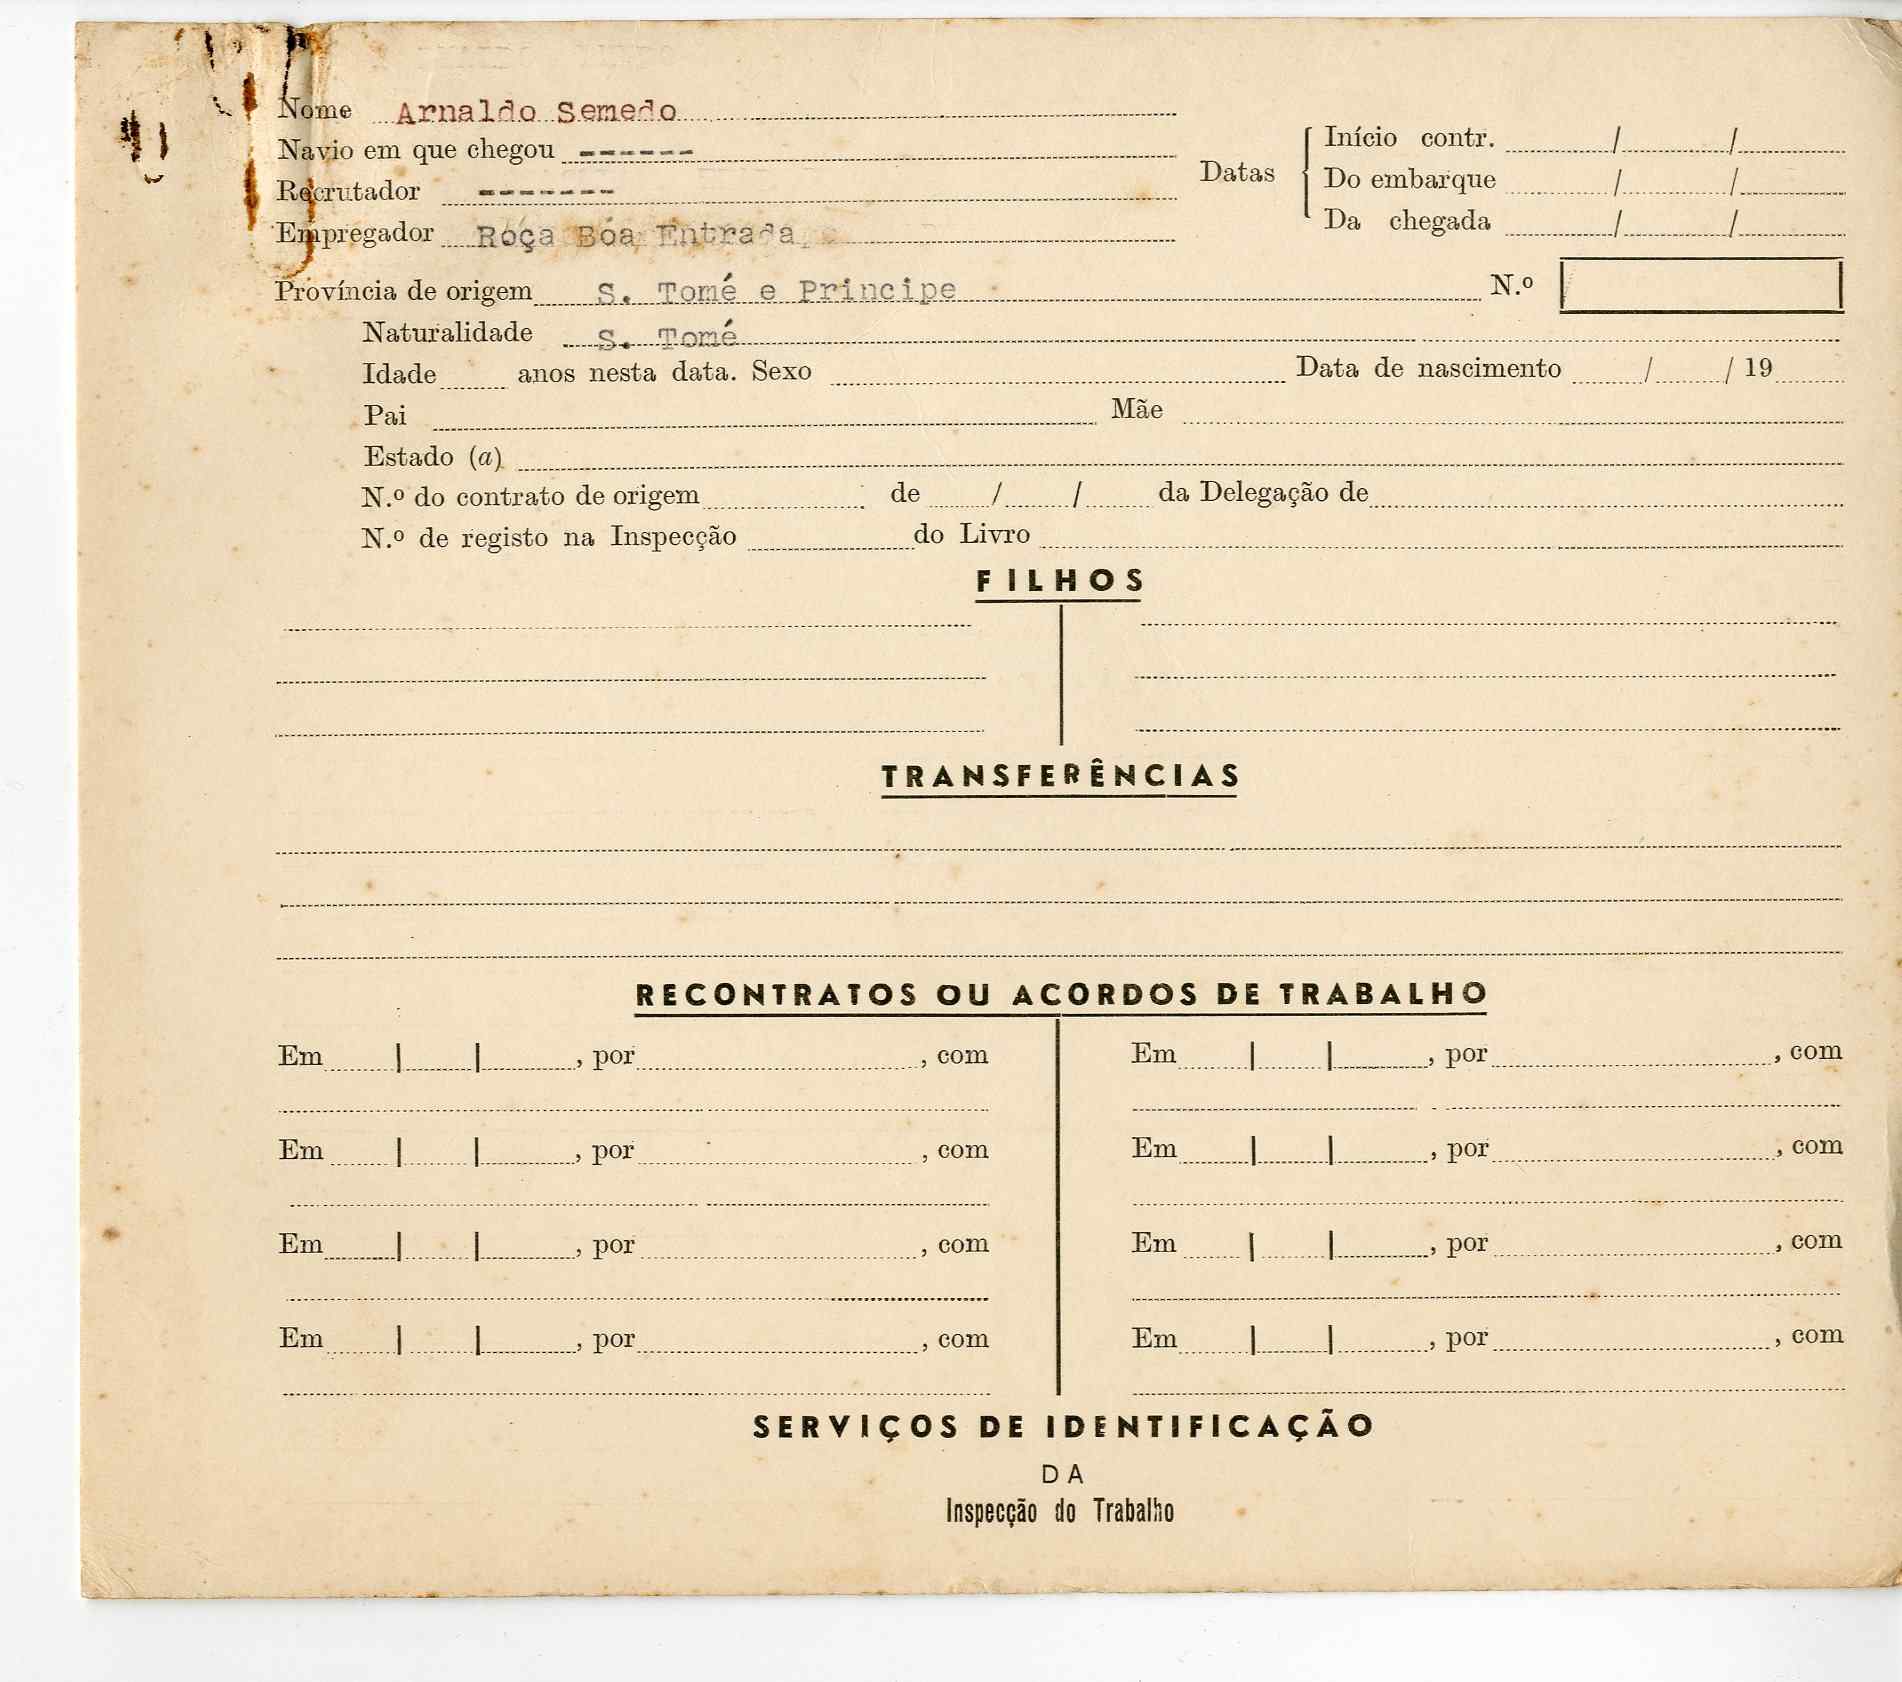 Nome Arnaldo Semedo
Navio em que chegou ------
Recrutador -------
Empregador Roça Bôa Entrada
Datas
Início contr. / /
Do embarque / /
Da chegada / /
Província de origem S. Tomé e Principe N.º
Naturalidade S. Tomé
Idade anos nesta data. Sexo Data de nascimento / / 19
Pai Mãe
Estado (a)
N.º do contrato de origem de / / da Delegação de
N.º de registo na Inspecção do Livro
FILHOS
TRANSFERÊNCIAS
RECONTRATOS OU ACORDOS DE TRABALHO
Em | | , por , com Em | | , por , com
Em | | , por , com Em | | , por , com
Em | | , por , com Em | | , por , com
Em | | , por , com Em | | , por , com
SERVIÇOS DE IDENTIFICAÇÃO
DA
Inspecção do Trabalho